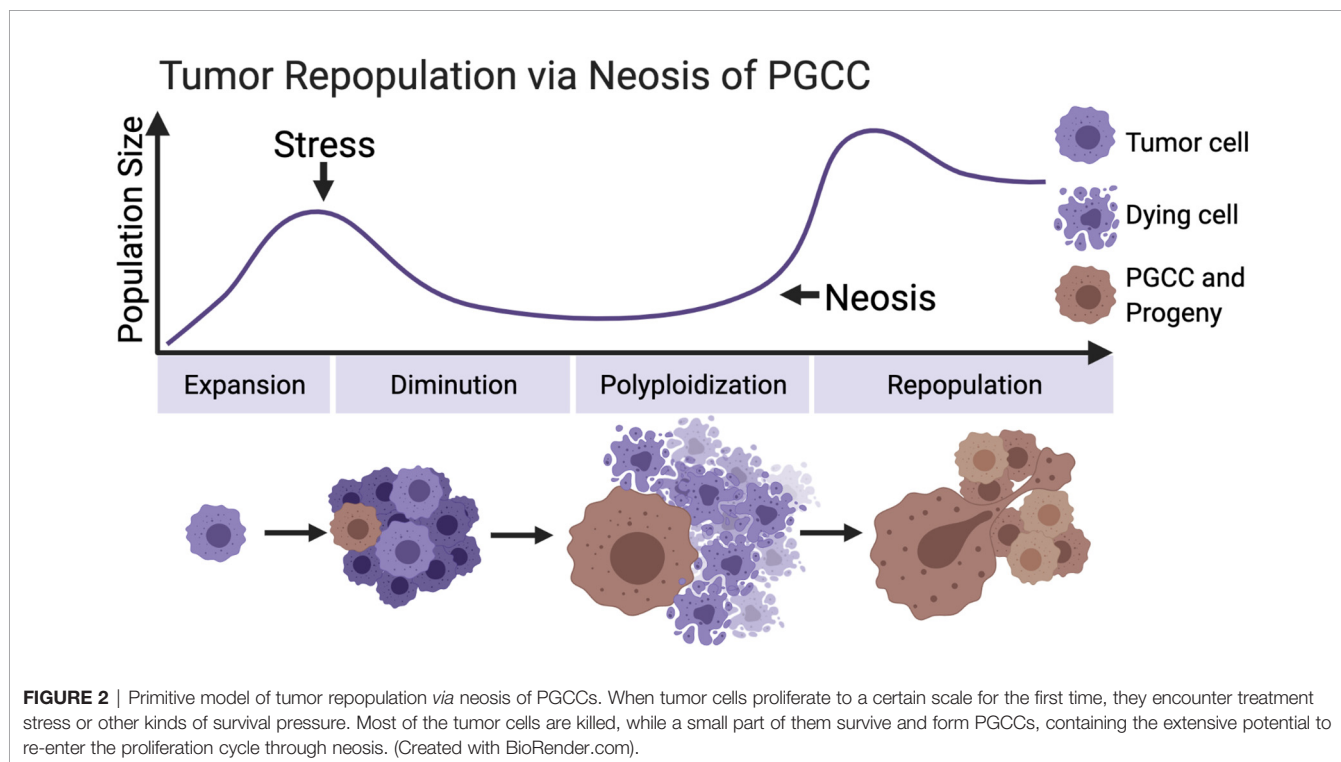 Tumor Repopulation via Neosis of PGCC
Population Size
Stress
Neosis
Tumor cell
Dying cell
PGCC and
Progeny
Expansion
Diminution
Polyploidization
Repopulation
FIGURE 2 | Primitive model of tumor repopulation via neosis of PGCCs. When tumor cells proliferate to a certain scale for the first time, they encounter treatment
stress or other kinds of survival pressure. Most of the tumor cells are killed, while a small part of them survive and form PGCCs, containing the extensive potential to
re-enter the proliferation cycle through neosis. (Created with BioRender.com).